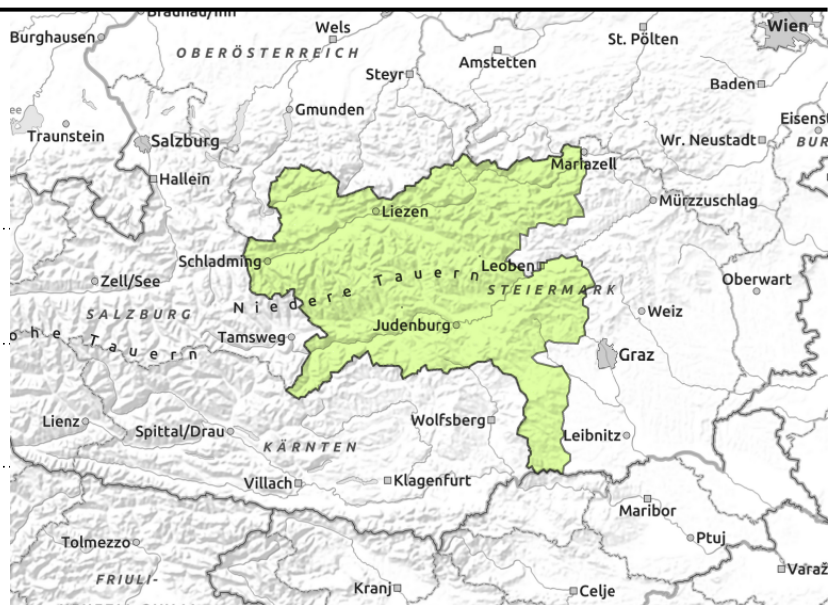 Braunau/Inn
Burghausen
Wels
OBERÖSTERREICH
St. Pölten
Wien
Steyr
Amstetten
Baden
Gmunden
Traunstein
Salzburg
Wr. Neustadt
Eisenst
BUR
Hallein
Mariazell
Mürzzuschlag
Liezen
Schladming
Leoben
Zell/See
Niedere Tauern
STEIERMARK
Oberwart
SALZBURG
Weiz
Tamsweg
Judenburg
ohe Tauern
Graz
Lienz
Spittal/Drau
Wolfsberg
Leibnitz
KÄRNTEN
Villach
Klagenfurt
Maribor
Tolmezzo
Ptuj
FRIULI-
Varaž
Kranj
Celje